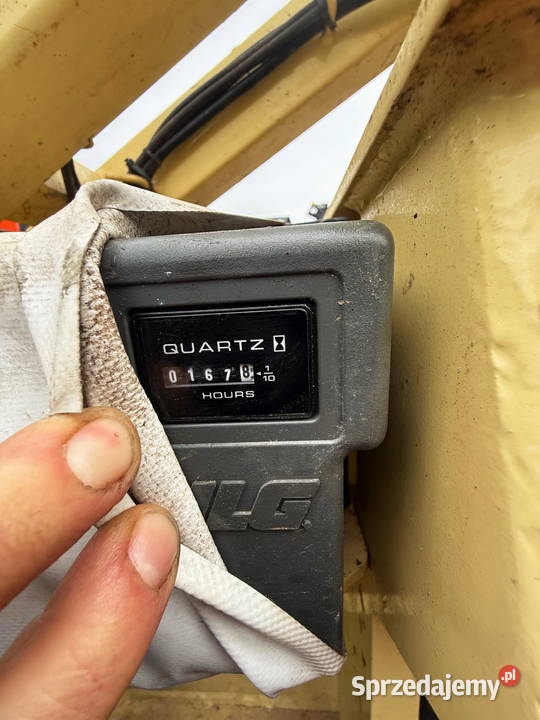 QUARTZ
01678 1/10
HOURS
JLG
Sprzedajemy.pl